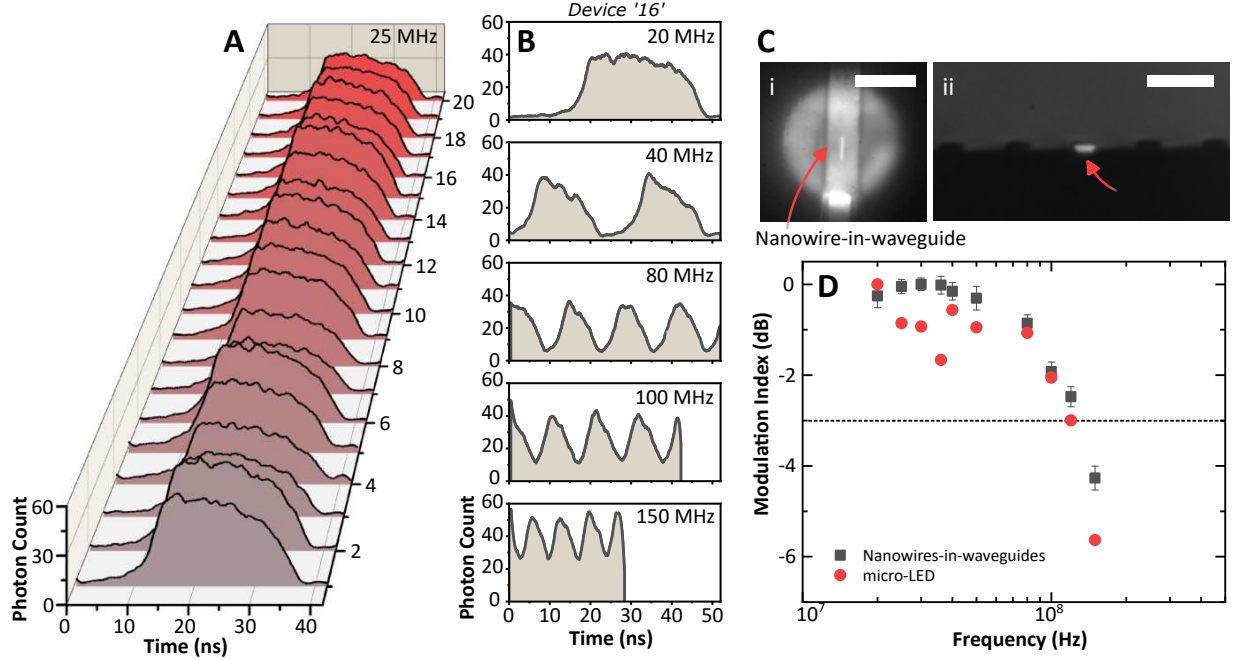 A
25 MHz
20
18
16
14
12
10
8
6
4
2
60
30
0
Photon Count
0 10 20 30 40
Time (ns)
Device '16'
B
20 MHz
60
40
20
0
40 MHz
60
40
20
0
80 MHz
60
40
20
0
100 MHz
60
40
20
0
150 MHz
60
40
20
0
Photon Count
0 10 20 30 40 50
Time (ns)
C
i
ii
Nanowire-in-waveguide
D
0
-2
-4
-6
Modulation Index (dB)
Nanowires-in-waveguides
micro-LED
10⁷ 10⁸
Frequency (Hz)